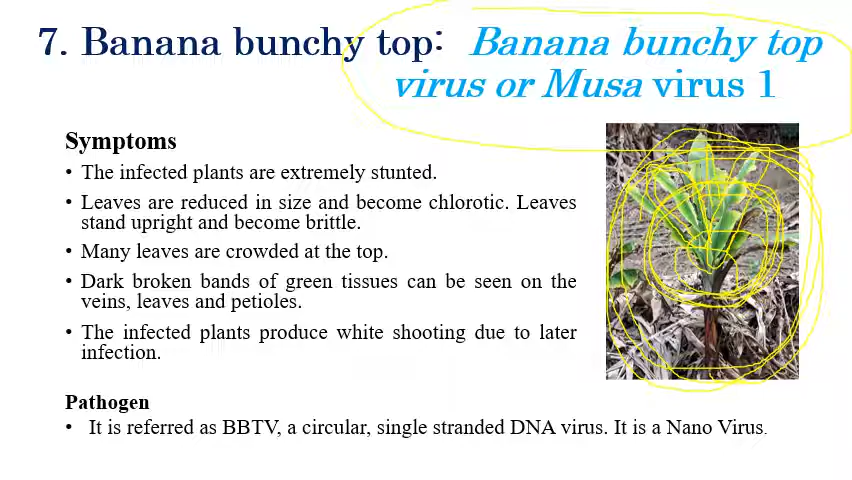 7. Banana bunchy top: Banana bunchy top
virus or Musa virus 1
Symptoms
• The infected plants are extremely stunted.
• Leaves are reduced in size and become chlorotic. Leaves
stand upright and become brittle.
• Many leaves are crowded at the top.
• Dark broken bands of green tissues can be seen on the
veins, leaves and petioles.
• The infected plants produce white shooting due to later
infection.
Pathogen
• It is referred as BBTV, a circular, single stranded DNA virus. It is a Nano Virus.